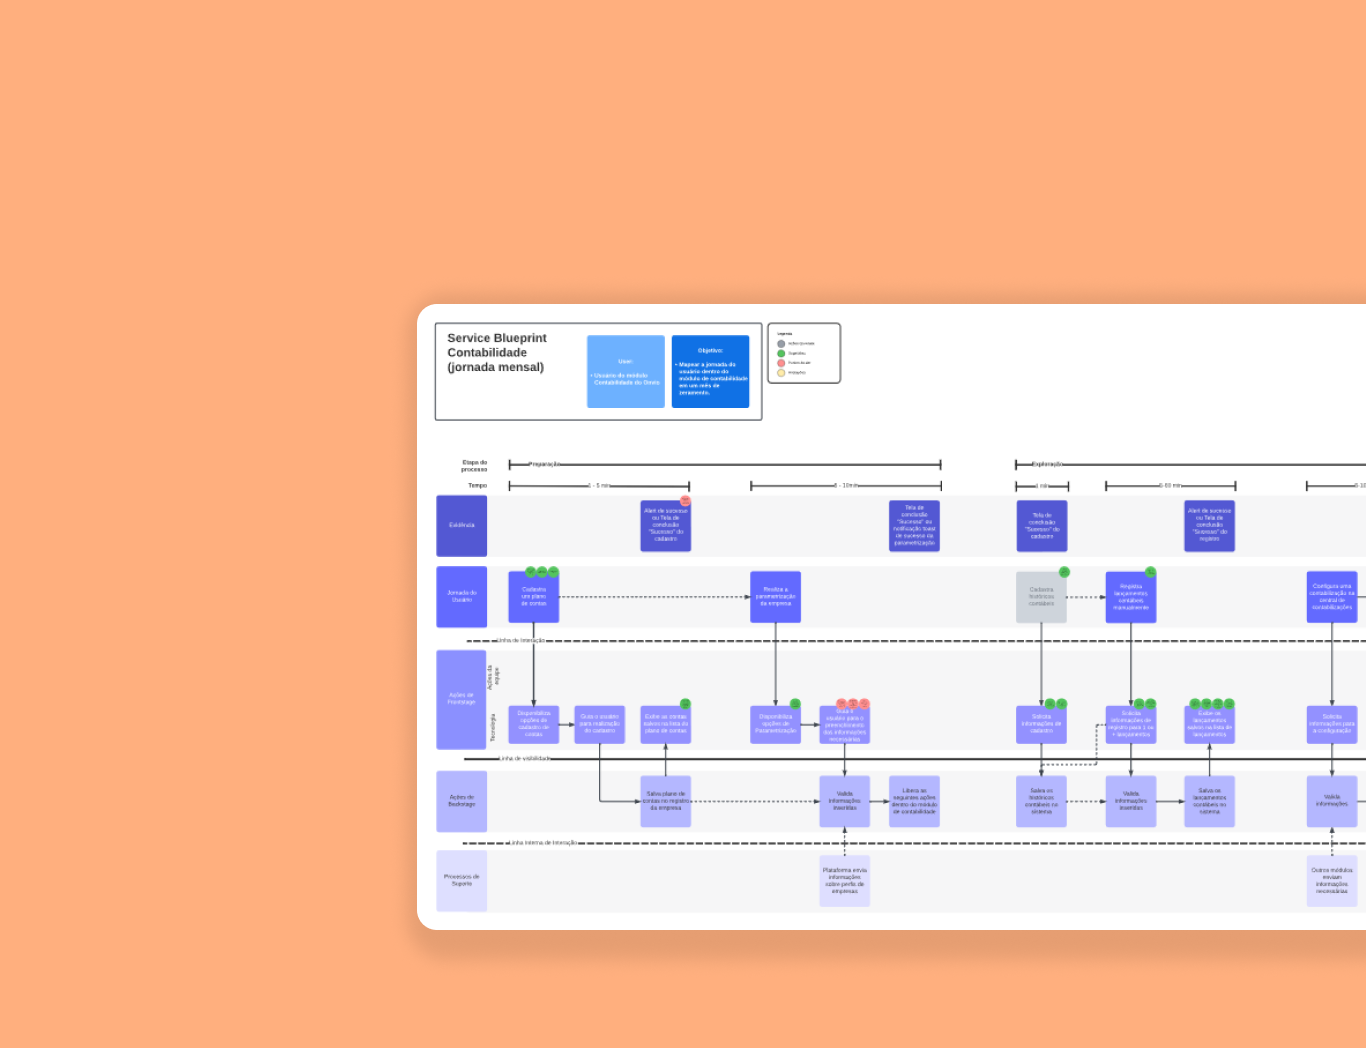 Service Blueprint
Contabilidade
(jornada mensal)
User:
• Usuário do módulo
Contabilidade do Omie
Objetivo:
• Mapear a jornada do
usuário dentro do
módulo de contabilidade
em um mês de
zeramento.
Legenda
Etapa do
processo
Preparação
Exploração
Tempo
1 - 5 min
5 - 10min
1 min
5-60 min
Evidência
Alert de sucesso
ou Tela de
conclusão
"Sucesso" do
cadastro
Tela de
conclusão
"Sucesso" ou
notificação toast
de sucesso da
parametrização
Tela de
conclusão
"Sucesso" do
cadastro
Alert de sucesso
ou Tela de
conclusão
"Sucesso" do
registro
Jornada do
Usuário
Cadastra
um plano
de contas
Realiza a
parametrização
da empresa
Cadastra
históricos
contábeis
Registra
lançamentos
contábeis
manualmente
Configura uma
contabilização na
central de
contabilizações
Linha de Interação
Ações de
Frontstage
Ações da
equipe
Tecnologia
Disponibiliza
opções de
cadastro de
contas
Guia o usuário
para realização
do cadastro
Exibe as contas
salvas na lista do
plano de contas
Disponibiliza
opções de
Parametrização
usuário para o
preenchimento
das informações
necessárias
Solicita
informações de
cadastro
Solicita
informações de
registro para 1 ou
+ lançamentos
Exibe os
lançamentos
salvos na lista de
lançamentos
Solicita
informações para
a configuração
Linha de visibilidade
Ações de
Backstage
Salva plano de
contas no registro
da empresa
Valida
informações
inseridas
Libera as
seguintes ações
dentro do módulo
de contabilidade
Salva os
históricos
contábeis no
sistema
Valida
informações
inseridas
Salva os
lançamentos
contábeis no
sistema
Valida
informações
Linha Interna de Interação
Processos de
Suporte
Plataforma envia
informações
sobre perfis de
empresas
Outros módulos
enviam
informações
necessárias